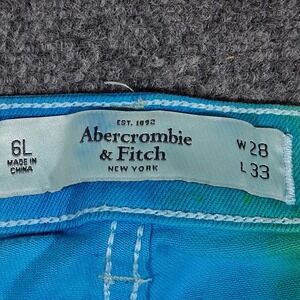 6L
MADE IN
CHINA
EST. 1892
Abercrombie
& Fitch
NEW YORK
W 28
L 33